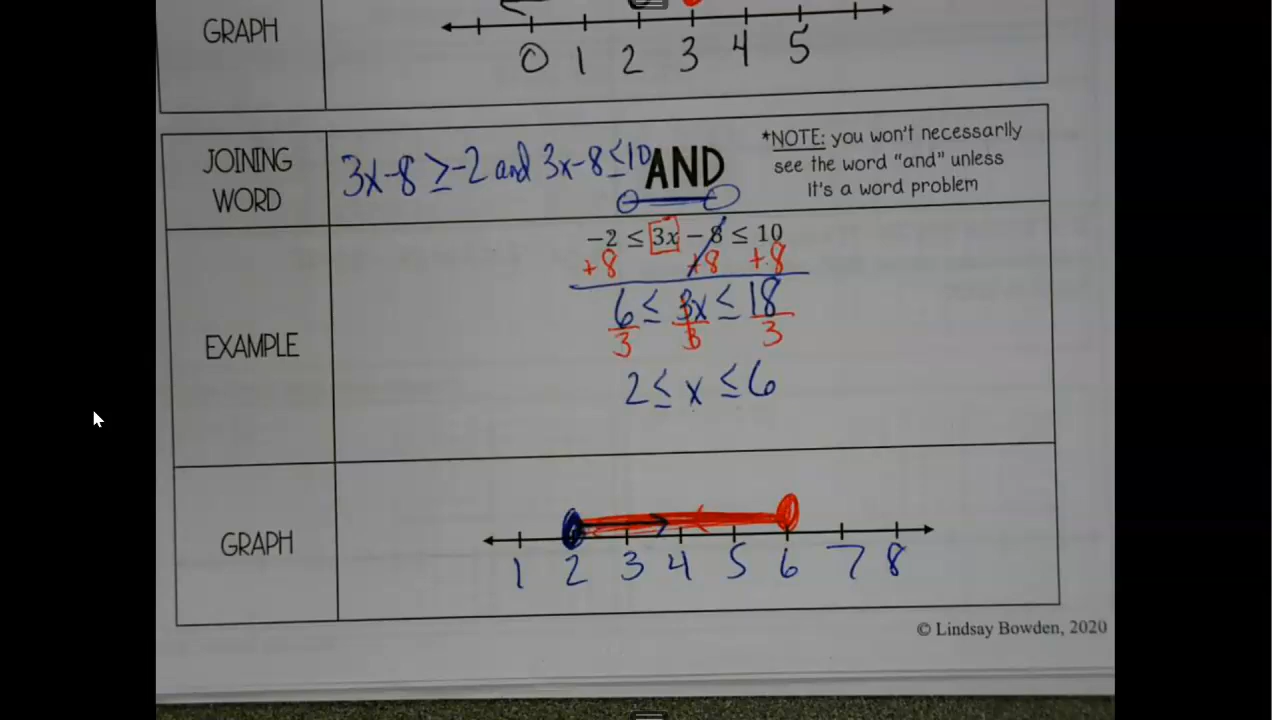 GRAPH
0 1 2 3 4 5
JOINING
WORD
3x-8 ≥ -2 and 3x-8 ≤ 10
AND
*NOTE: you won't necessarily
see the word "and" unless
it's a word problem
EXAMPLE
−2 ≤ 3x − 8 ≤ 10
+8 +8 +8
6 ≤ 3x ≤ 18
3 3 3
2 ≤ x ≤ 6
GRAPH
1 2 3 4 5 6 7 8
© Lindsay Bowden, 2020